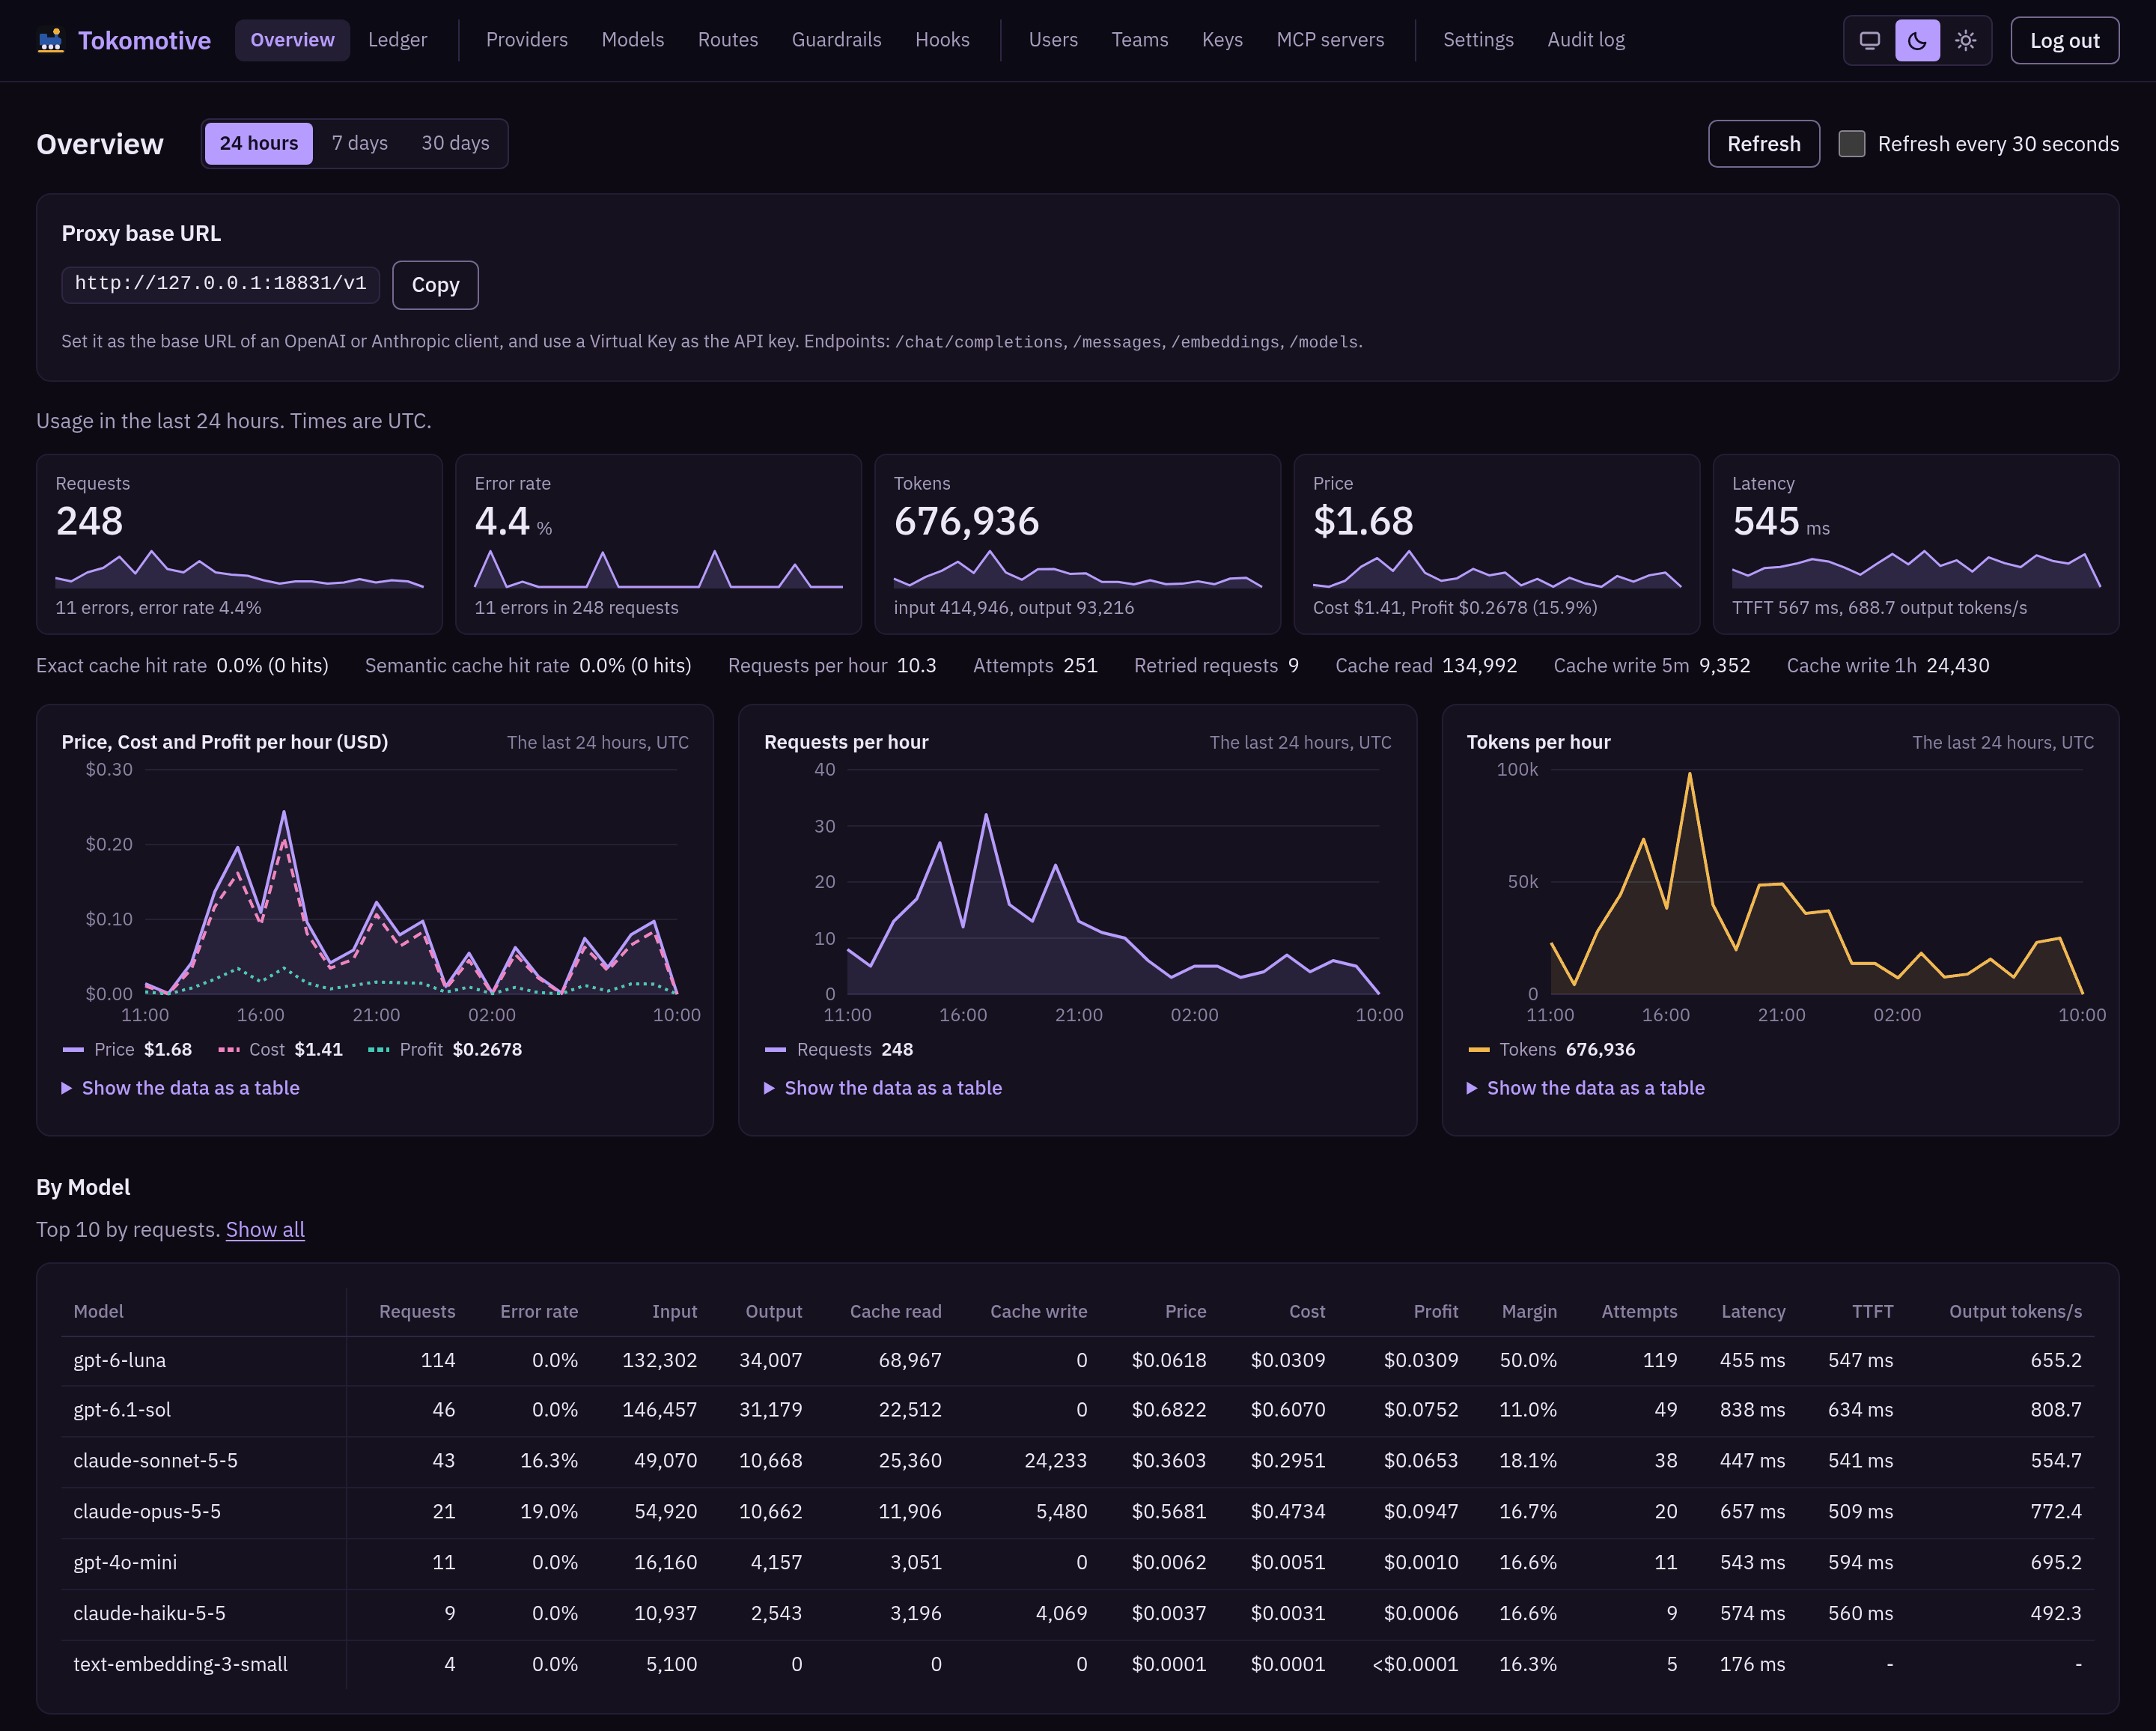 Tokomotive Overview Ledger Providers Models Routes Guardrails Hooks Users Teams Keys MCP servers Settings Audit log Log out
Overview 24 hours 7 days 30 days Refresh Refresh every 30 seconds
Proxy base URL
http://127.0.0.1:18831/v1 Copy
Set it as the base URL of an OpenAI or Anthropic client, and use a Virtual Key as the API key. Endpoints: /chat/completions, /messages, /embeddings, /models.
Usage in the last 24 hours. Times are UTC.
Requests
248
11 errors, error rate 4.4%
Error rate
4.4 %
11 errors in 248 requests
Tokens
676,936
input 414,946, output 93,216
Price
$1.68
Cost $1.41, Profit $0.2678 (15.9%)
Latency
545 ms
TTFT 567 ms, 688.7 output tokens/s
Exact cache hit rate 0.0% (0 hits) Semantic cache hit rate 0.0% (0 hits) Requests per hour 10.3 Attempts 251 Retried requests 9 Cache read 134,992 Cache write 5m 9,352 Cache write 1h 24,430
Price, Cost and Profit per hour (USD) The last 24 hours, UTC
$0.30
$0.20
$0.10
$0.00
11:00 16:00 21:00 02:00 10:00
Price $1.68 Cost $1.41 Profit $0.2678
Show the data as a table
Requests per hour The last 24 hours, UTC
40
30
20
10
0
11:00 16:00 21:00 02:00 10:00
Requests 248
Show the data as a table
Tokens per hour The last 24 hours, UTC
100k
50k
0
11:00 16:00 21:00 02:00 10:00
Tokens 676,936
Show the data as a table
By Model
Top 10 by requests. Show all
Model Requests Error rate Input Output Cache read Cache write Price Cost Profit Margin Attempts Latency TTFT Output tokens/s
gpt-6-luna 114 0.0% 132,302 34,007 68,967 0 $0.0618 $0.0309 $0.0309 50.0% 119 455 ms 547 ms 655.2
gpt-6.1-sol 46 0.0% 146,457 31,179 22,512 0 $0.6822 $0.6070 $0.0752 11.0% 49 838 ms 634 ms 808.7
claude-sonnet-5-5 43 16.3% 49,070 10,668 25,360 24,233 $0.3603 $0.2951 $0.0653 18.1% 38 447 ms 541 ms 554.7
claude-opus-5-5 21 19.0% 54,920 10,662 11,906 5,480 $0.5681 $0.4734 $0.0947 16.7% 20 657 ms 509 ms 772.4
gpt-4o-mini 11 0.0% 16,160 4,157 3,051 0 $0.0062 $0.0051 $0.0010 16.6% 11 543 ms 594 ms 695.2
claude-haiku-5-5 9 0.0% 10,937 2,543 3,196 4,069 $0.0037 $0.0031 $0.0006 16.6% 9 574 ms 560 ms 492.3
text-embedding-3-small 4 0.0% 5,100 0 0 0 $0.0001 $0.0001 <$0.0001 16.3% 5 176 ms - -